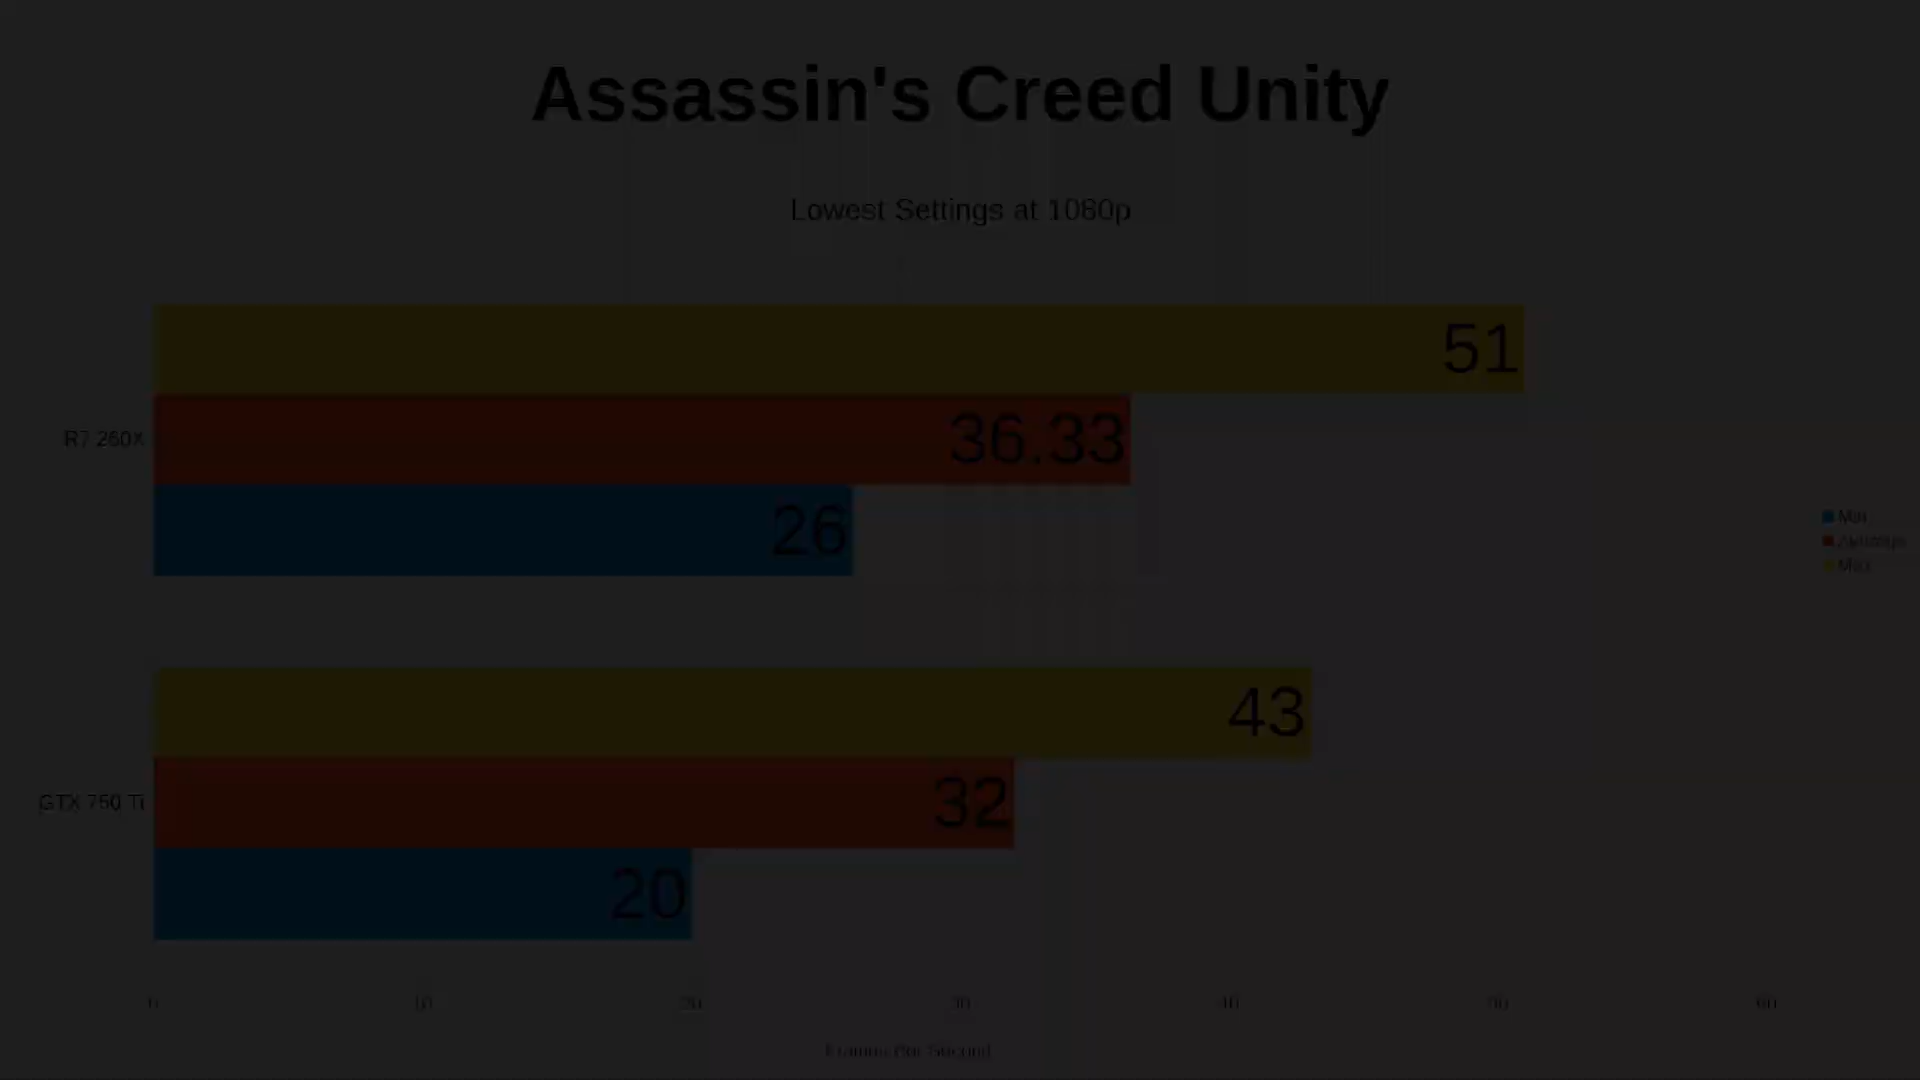 Assassin's Creed Unity
Lowest Settings at 1080p
51
R7 260X
36.33
26
Min
Average
Max
43
GTX 750 Ti
32
20
0 10 20 30 40 50 60
Frames Per Second